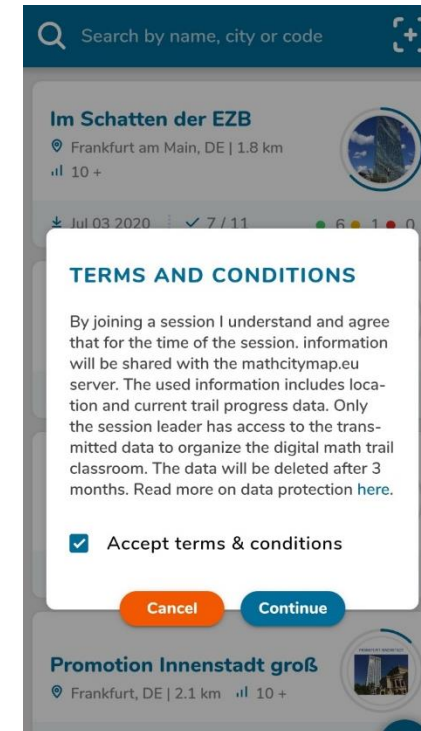 Search by name, city or code
Im Schatten der EZB
Frankfurt am Main, DE | 1.8 km
10 +
Jul 03 2020 7 / 11 6 1 0
TERMS AND CONDITIONS
By joining a session I understand and agree
that for the time of the session. information
will be shared with the mathcitymap.eu
server. The used information includes loca-
tion and current trail progress data. Only
the session leader has access to the trans-
mitted data to organize the digital math trail
classroom. The data will be deleted after 3
months. Read more on data protection here.
Accept terms & conditions
Cancel Continue
Promotion Innenstadt groß
Frankfurt, DE | 2.1 km 10 +